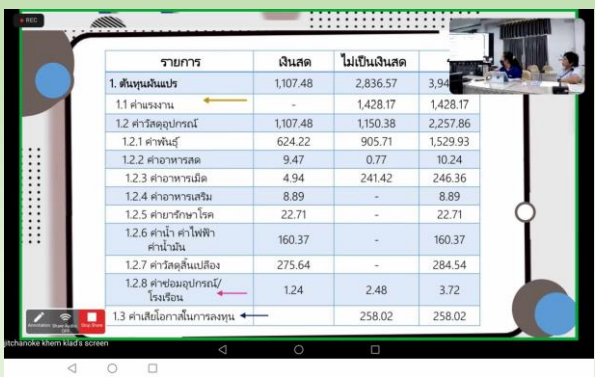 REC
รายการ เงินสด ไม่เป็นเงินสด
1. ต้นทุนผันแปร 1,107.48 2,836.57 3,94
1.1 ค่าแรงงาน - 1,428.17 1,428.17
1.2 ค่าวัสดุอุปกรณ์ 1,107.48 1,150.38 2,257.86
1.2.1 ค่าพันธุ์ 624.22 905.71 1,529.93
1.2.2 ค่าอาหารสด 9.47 0.77 10.24
1.2.3 ค่าอาหารเม็ด 4.94 241.42 246.36
1.2.4 ค่าอาหารเสริม 8.89 - 8.89
1.2.5 ค่ายารักษาโรค 22.71 - 22.71
1.2.6 ค่าน้ำ ค่าไฟฟ้า
ค่าน้ำมัน 160.37 - 160.37
1.2.7 ค่าวัสดุสิ้นเปลือง 275.64 - 284.54
1.2.8 ค่าซ่อมอุปกรณ์/
โรงเรือน 1.24 2.48 3.72
1.3 ค่าเสียโอกาสในการลงทุน 258.02 258.02
Annotation Share Audio Stop Share
OFF
jitchanoke khem klad's screen